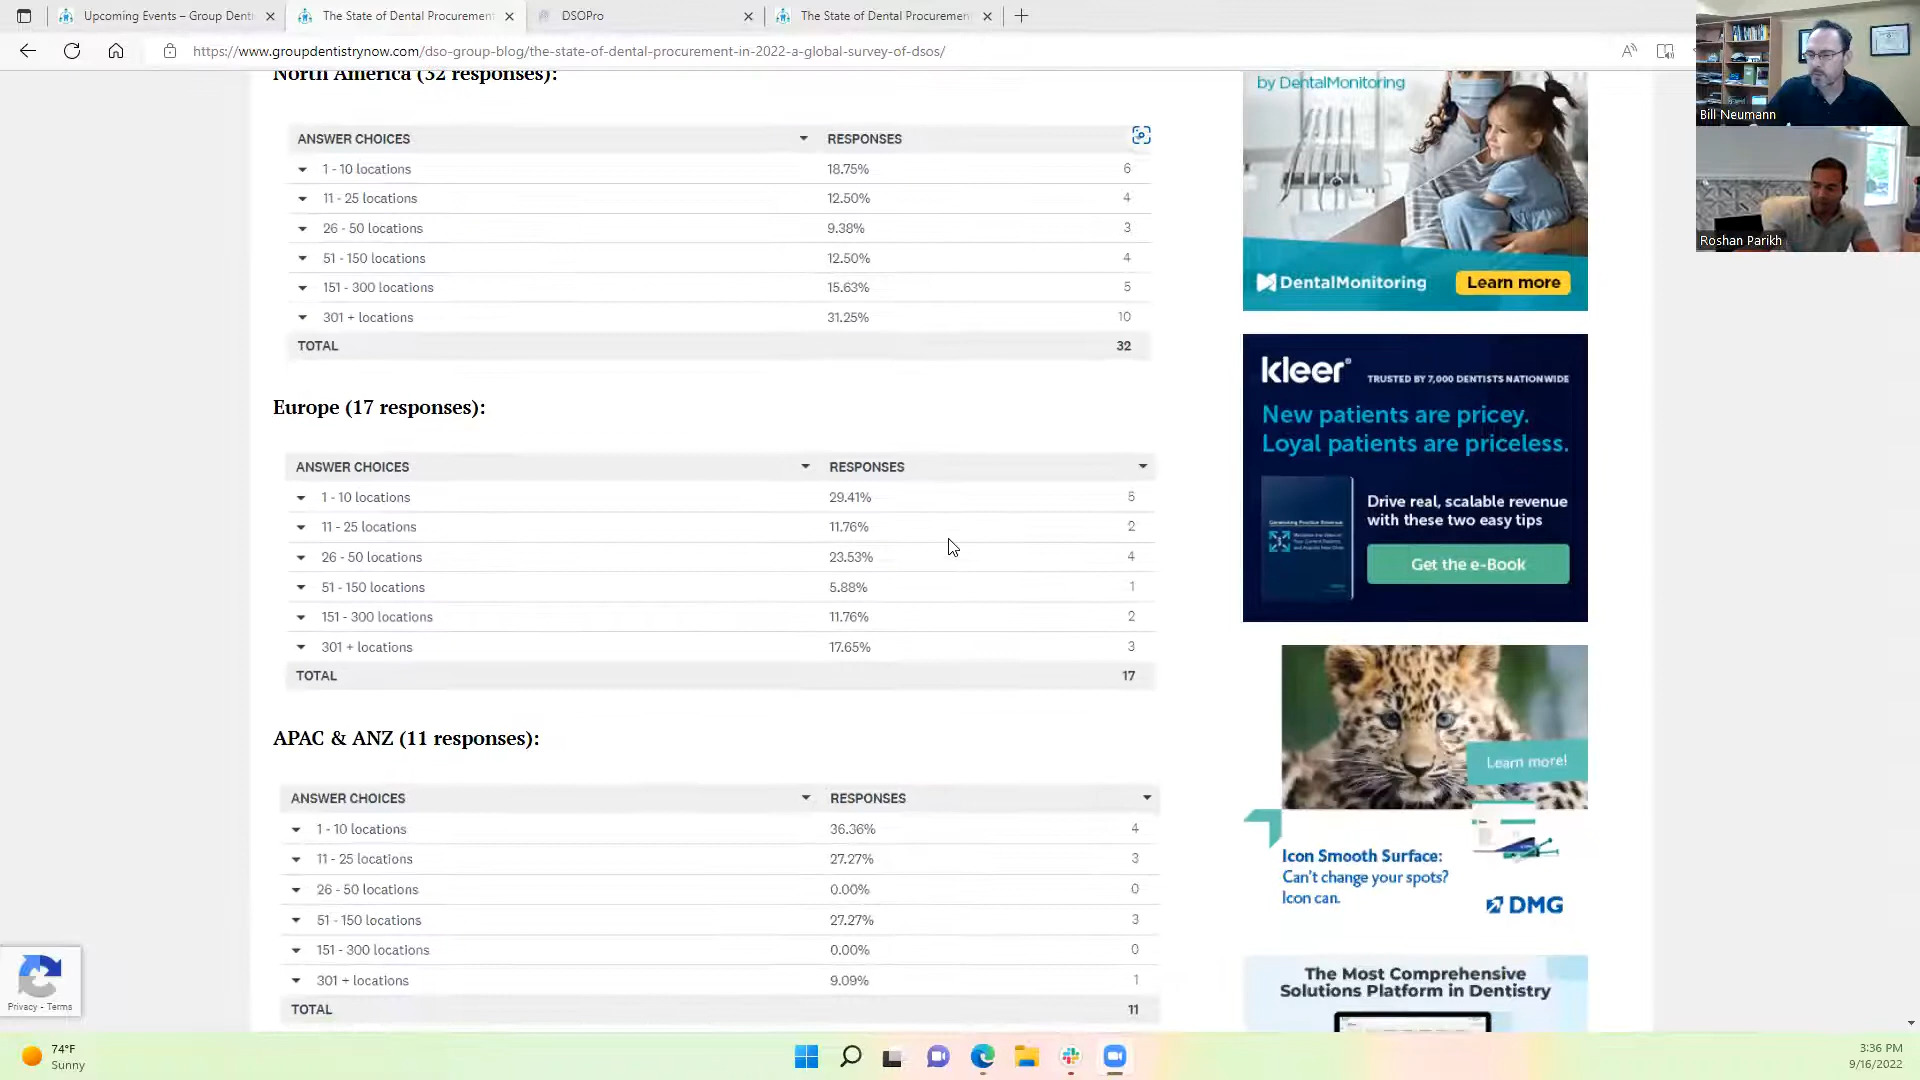 Upcoming Events – Group Denti
The State of Dental Procurement
DSOPro
The State of Dental Procurement
https://www.groupdentistrynow.com/dso-group-blog/the-state-of-dental-procurement-in-2022-a-global-survey-of-dsos/
North America (32 responses):
ANSWER CHOICES RESPONSES
1 - 10 locations 18.75% 6
11 - 25 locations 12.50% 4
26 - 50 locations 9.38% 3
51 - 150 locations 12.50% 4
151 - 300 locations 15.63% 5
301 + locations 31.25% 10
TOTAL 32
Europe (17 responses):
ANSWER CHOICES RESPONSES
1 - 10 locations 29.41% 5
11 - 25 locations 11.76% 2
26 - 50 locations 23.53% 4
51 - 150 locations 5.88% 1
151 - 300 locations 11.76% 2
301 + locations 17.65% 3
TOTAL 17
APAC & ANZ (11 responses):
ANSWER CHOICES RESPONSES
1 - 10 locations 36.36% 4
11 - 25 locations 27.27% 3
26 - 50 locations 0.00% 0
51 - 150 locations 27.27% 3
151 - 300 locations 0.00% 0
301 + locations 9.09% 1
TOTAL 11
by DentalMonitoring
DentalMonitoring
Learn more
kleer®
TRUSTED BY 7,000 DENTISTS NATIONWIDE
New patients are pricey.
Loyal patients are priceless.
Drive real, scalable revenue
with these two easy tips
Get the e-Book
Learn more!
Icon Smooth Surface:
Can't change your spots?
Icon can.
DMG
The Most Comprehensive
Solutions Platform in Dentistry
Bill Neumann
Roshan Parikh
Privacy - Terms
74°F
Sunny
3:36 PM
9/16/2022